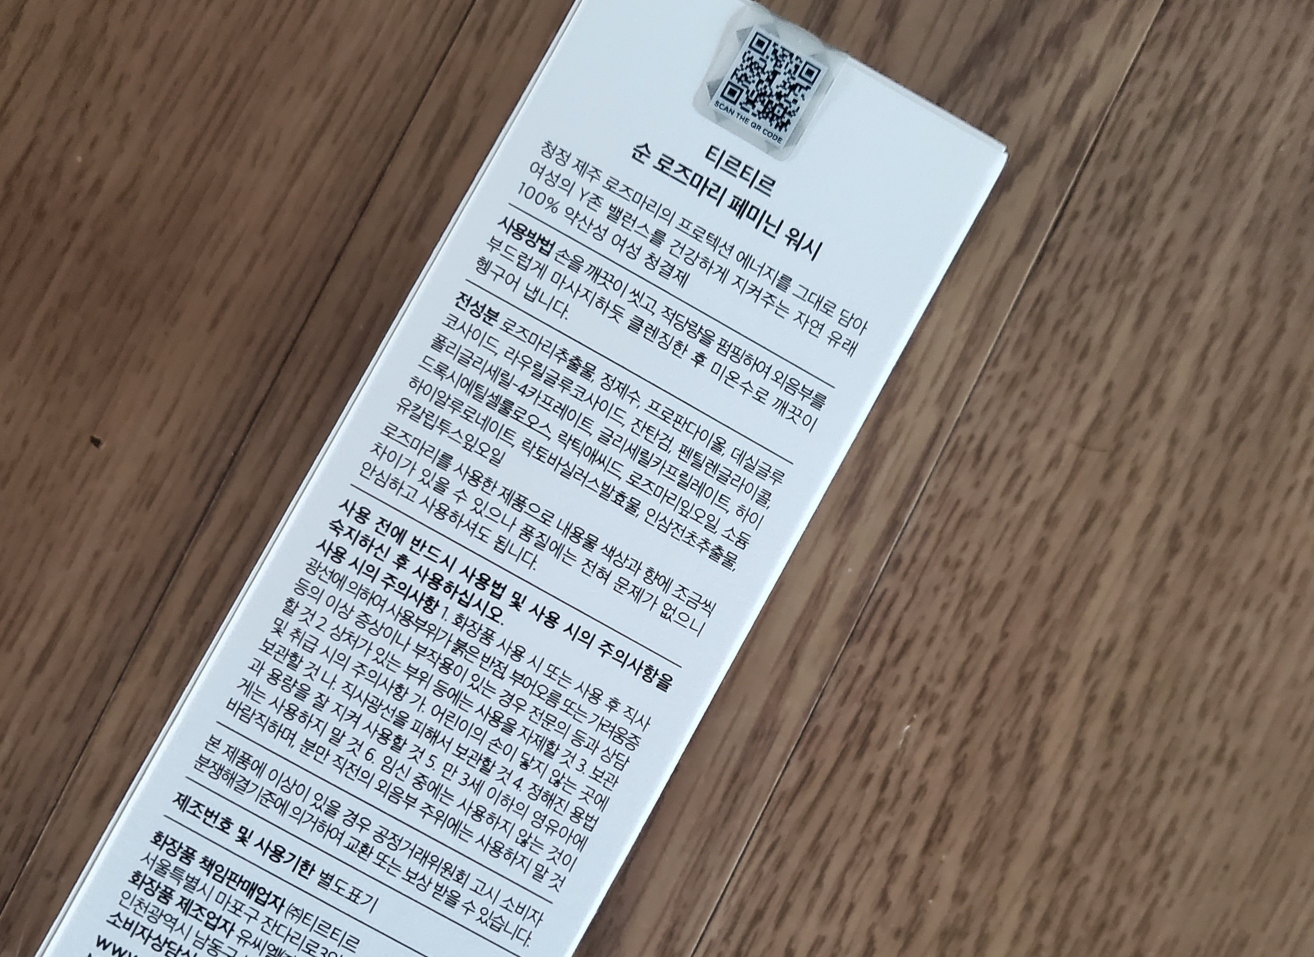 SCAN THE QR CODE
티르티르
순 로즈마리 페미닌 워시
청정 제주 로즈마리의 프로텍션 에너지를 그대로 담아
여성의 Y존 밸런스를 건강하게 지켜주는 자연 유래
100% 약산성 여성 청결제
사용방법 손을 깨끗이 씻고, 적당량을 펌핑하여 외음부를
부드럽게 마사지하듯 클렌징한 후 미온수로 깨끗이
헹구어 냅니다.
전성분 로즈마리추출물, 정제수, 프로판다이올, 데실글루
코사이드, 라우릴글루코사이드, 잔탄검, 펜틸렌글라이콜,
폴리글리세릴-4카프레이트, 글리세릴카프릴레이트, 하이
드록시에틸셀룰로오스, 락틱애씨드, 로즈마리잎오일, 소듐
하이알루로네이트, 락토바실러스발효물, 인삼전초추출물,
유칼립투스잎오일
로즈마리를 사용한 제품으로 내용물 색상과 향에 조금씩
차이가 있을 수 있으나 품질에는 전혀 문제가 없으니
안심하고 사용하셔도 됩니다.
사용 전에 반드시 사용법 및 사용 시의 주의사항을
숙지하신 후 사용하십시오
사용 시의 주의사항 1. 화장품 사용 시 또는 사용 후 직사
광선에 의하여 사용부위가 붉은 반점, 부어오름 또는 가려움증
등의 이상 증상이나 부작용이 있는 경우 전문의 등과 상담
할 것 2. 상처가 있는 부위 등에는 사용을 자제할 것 3. 보관
및 취급 시의 주의사항 가. 어린이의 손이 닿지 않는 곳에
보관할 것 나. 직사광선을 피해서 보관할 것 4. 정해진 용법
과 용량을 잘 지켜 사용할 것 5. 만 3세 이하의 영유아에
게는 사용하지 말 것 6. 임신 중에는 사용하지 않는 것이
바람직하며, 분만 직전의 외음부 주위에는 사용하지 말 것
본 제품에 이상이 있을 경우 공정거래위원회 고시 소비자
분쟁해결기준에 의거하여 교환 또는 보상 받을 수 있습니다.
제조번호 및 사용기한 별도표기
화장품 책임판매업자 ㈜티르티르
서울특별시 마포구 잔다리로3
화장품 제조업자 유씨엘
인천광역시 남동구
소비자상담
www